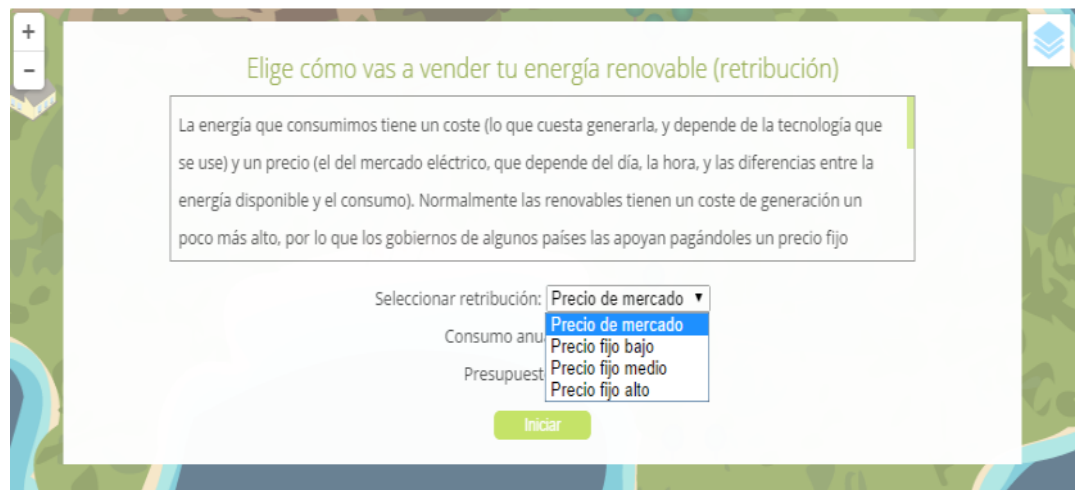 +
-
Elige cómo vas a vender tu energía renovable (retribución)
La energía que consumimos tiene un coste (lo que cuesta generarla, y depende de la tecnología que
se use) y un precio (el del mercado eléctrico, que depende del día, la hora, y las diferencias entre la
energía disponible y el consumo). Normalmente las renovables tienen un coste de generación un
poco más alto, por lo que los gobiernos de algunos países las apoyan pagándoles un precio fijo
Seleccionar retribución: Precio de mercado ▼
Precio de mercado
Consumo anu
Precio fijo bajo
Precio fijo medio
Presupuest
Precio fijo alto
Iniciar